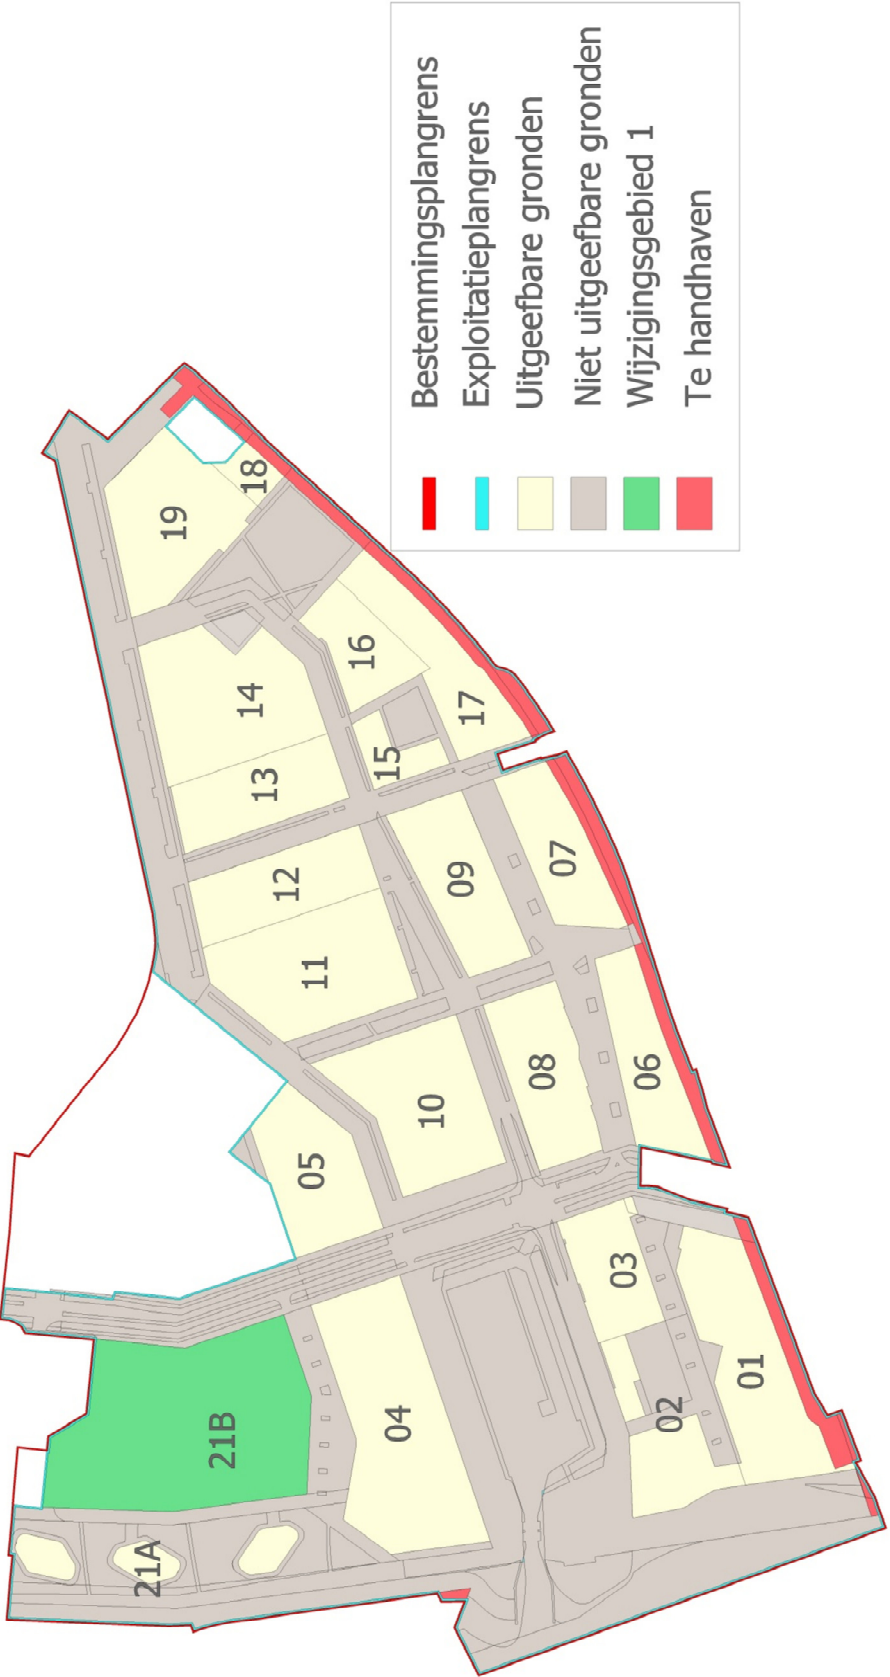 Bestemmingsplangrens
Exploitatieplangrens
Uitgeefbare gronden
Niet uitgeefbare gronden
Wijzigingsgebied 1
Te handhaven
21A
21B
04
05
10
11
12
13
14
19
18
16
15
17
09
07
08
06
03
02
01